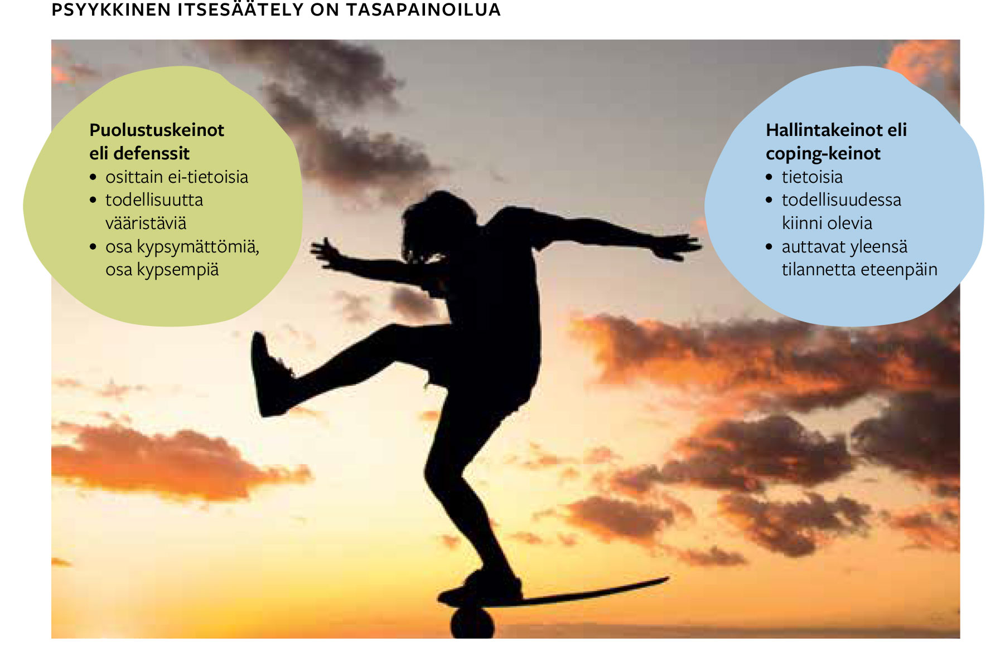 PSYYKKINEN ITSESÄÄTELY ON TASAPAINOILUA
Puolustuskeinot
eli defenssit
• osittain ei-tietoisia
• todellisuutta
vääristäviä
• osa kypsymättömiä,
osa kypsempiä
Hallintakeinot eli
coping-keinot
• tietoisia
• todellisuudessa
kiinni olevia
• auttavat yleensä
tilannetta eteenpäin